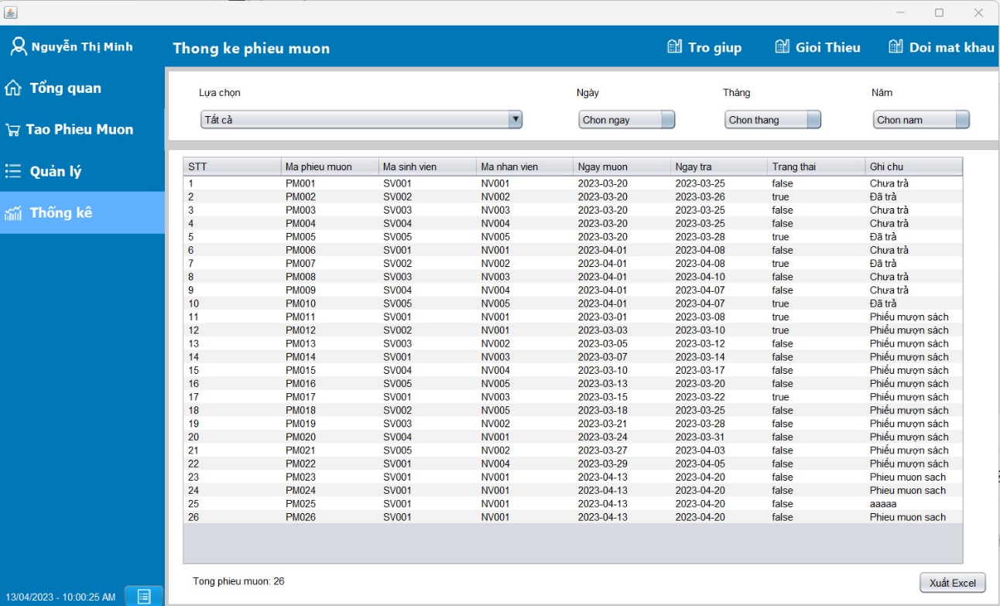 Nguyễn Thị Minh
Thong ke phieu muon
Tro giup
Gioi Thieu
Doi mat khau
Tổng quan
Tao Phieu Muon
Quản lý
Thống kê
Lựa chọn
Ngày
Tháng
Năm
Tất cả
Chon ngay
Chon thang
Chon nam
STT Ma phieu muon Ma sinh vien Ma nhan vien Ngay muon Ngay tra Trang thai Ghi chu
1 PM001 SV001 NV001 2023-03-20 2023-03-25 false Chưa trả
2 PM002 SV002 NV002 2023-03-20 2023-03-26 true Đã trả
3 PM003 SV003 NV003 2023-03-20 2023-03-25 false Chưa trả
4 PM004 SV004 NV004 2023-03-20 2023-03-25 false Chưa trả
5 PM005 SV005 NV005 2023-03-20 2023-03-28 true Đã trả
6 PM006 SV001 NV001 2023-04-01 2023-04-08 false Chưa trả
7 PM007 SV002 NV002 2023-04-01 2023-04-08 true Đã trả
8 PM008 SV003 NV003 2023-04-01 2023-04-10 false Chưa trả
9 PM009 SV004 NV004 2023-04-01 2023-04-07 false Chưa trả
10 PM010 SV005 NV005 2023-04-01 2023-04-07 true Đã trả
11 PM011 SV001 NV001 2023-03-01 2023-03-08 true Phiếu mượn sách
12 PM012 SV002 NV001 2023-03-03 2023-03-10 true Phiếu mượn sách
13 PM013 SV003 NV002 2023-03-05 2023-03-12 false Phiếu mượn sách
14 PM014 SV001 NV003 2023-03-07 2023-03-14 false Phiếu mượn sách
15 PM015 SV004 NV004 2023-03-10 2023-03-17 false Phiếu mượn sách
16 PM016 SV005 NV005 2023-03-13 2023-03-20 false Phiếu mượn sách
17 PM017 SV001 NV003 2023-03-15 2023-03-22 true Phiếu mượn sách
18 PM018 SV002 NV005 2023-03-18 2023-03-25 false Phiếu mượn sách
19 PM019 SV003 NV002 2023-03-21 2023-03-28 false Phiếu mượn sách
20 PM020 SV004 NV001 2023-03-24 2023-03-31 false Phiếu mượn sách
21 PM021 SV005 NV002 2023-03-27 2023-04-03 false Phiếu mượn sách
22 PM022 SV001 NV004 2023-03-29 2023-04-05 false Phiếu mượn sách
23 PM023 SV001 NV001 2023-04-13 2023-04-20 false Phieu muon sach
24 PM024 SV001 NV001 2023-04-13 2023-04-20 false Phieu muon sach
25 PM025 SV001 NV001 2023-04-13 2023-04-20 false aaaaa
26 PM026 SV001 NV001 2023-04-13 2023-04-20 false Phieu muon sach
Tong phieu muon: 26
Xuất Excel
13/04/2023 - 10:00:25 AM